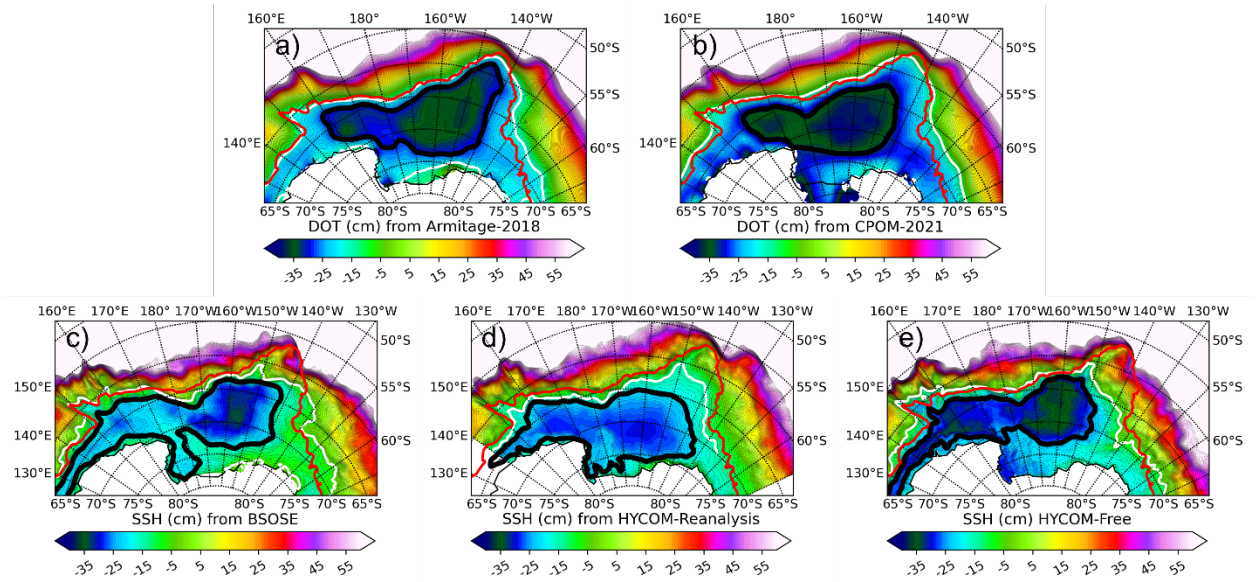 160°E 180° 160°W 140°W
a)
50°S
55°S
60°S
140°E
65°S 70°S 75°S 80°S 80°S 75°S 70°S 65°S
DOT (cm) from Armitage-2018
-35 -25 -15 -5 5 15 25 35 45 55
160°E 180° 160°W 140°W
b)
50°S
55°S
60°S
140°E
65°S 70°S 75°S 80°S 80°S 75°S 70°S 65°S
DOT (cm) from CPOM-2021
-35 -25 -15 -5 5 15 25 35 45 55
160°E 170°E 180° 170°W 160°W 150°W 140°W 130°W
c)
50°S
55°S
60°S
150°E
140°E
130°E
65°S 70°S 75°S 80°S 80°S 75°S 70°S 65°S
SSH (cm) from BSOSE
-35 -25 -15 -5 5 15 25 35 45 55
160°E 170°E 180° 170°W 160°W 150°W 140°W 130°W
d)
50°S
55°S
60°S
150°E
140°E
130°E
65°S 70°S 75°S 80°S 80°S 75°S 70°S 65°S
SSH (cm) from HYCOM-Reanalysis
-35 -25 -15 -5 5 15 25 35 45 55
160°E 170°E 180° 170°W 160°W 150°W 140°W 130°W
e)
50°S
55°S
60°S
150°E
140°E
130°E
65°S 70°S 75°S 80°S 80°S 75°S 70°S 65°S
SSH (cm) HYCOM-Free
-35 -25 -15 -5 5 15 25 35 45 55